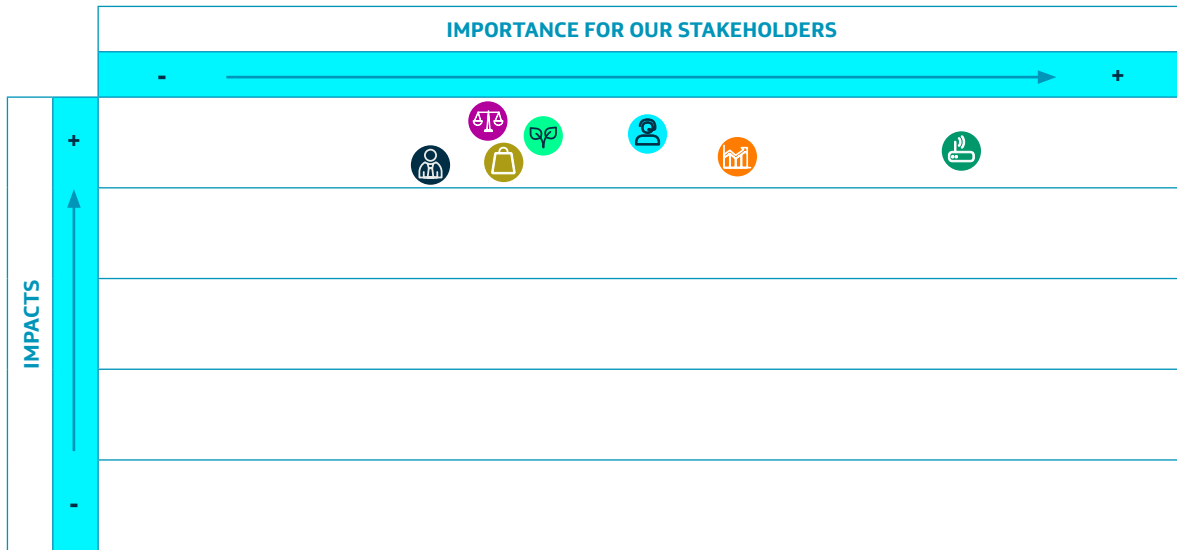 IMPORTANCE FOR OUR STAKEHOLDERS
- +
+
IMPACTS
-